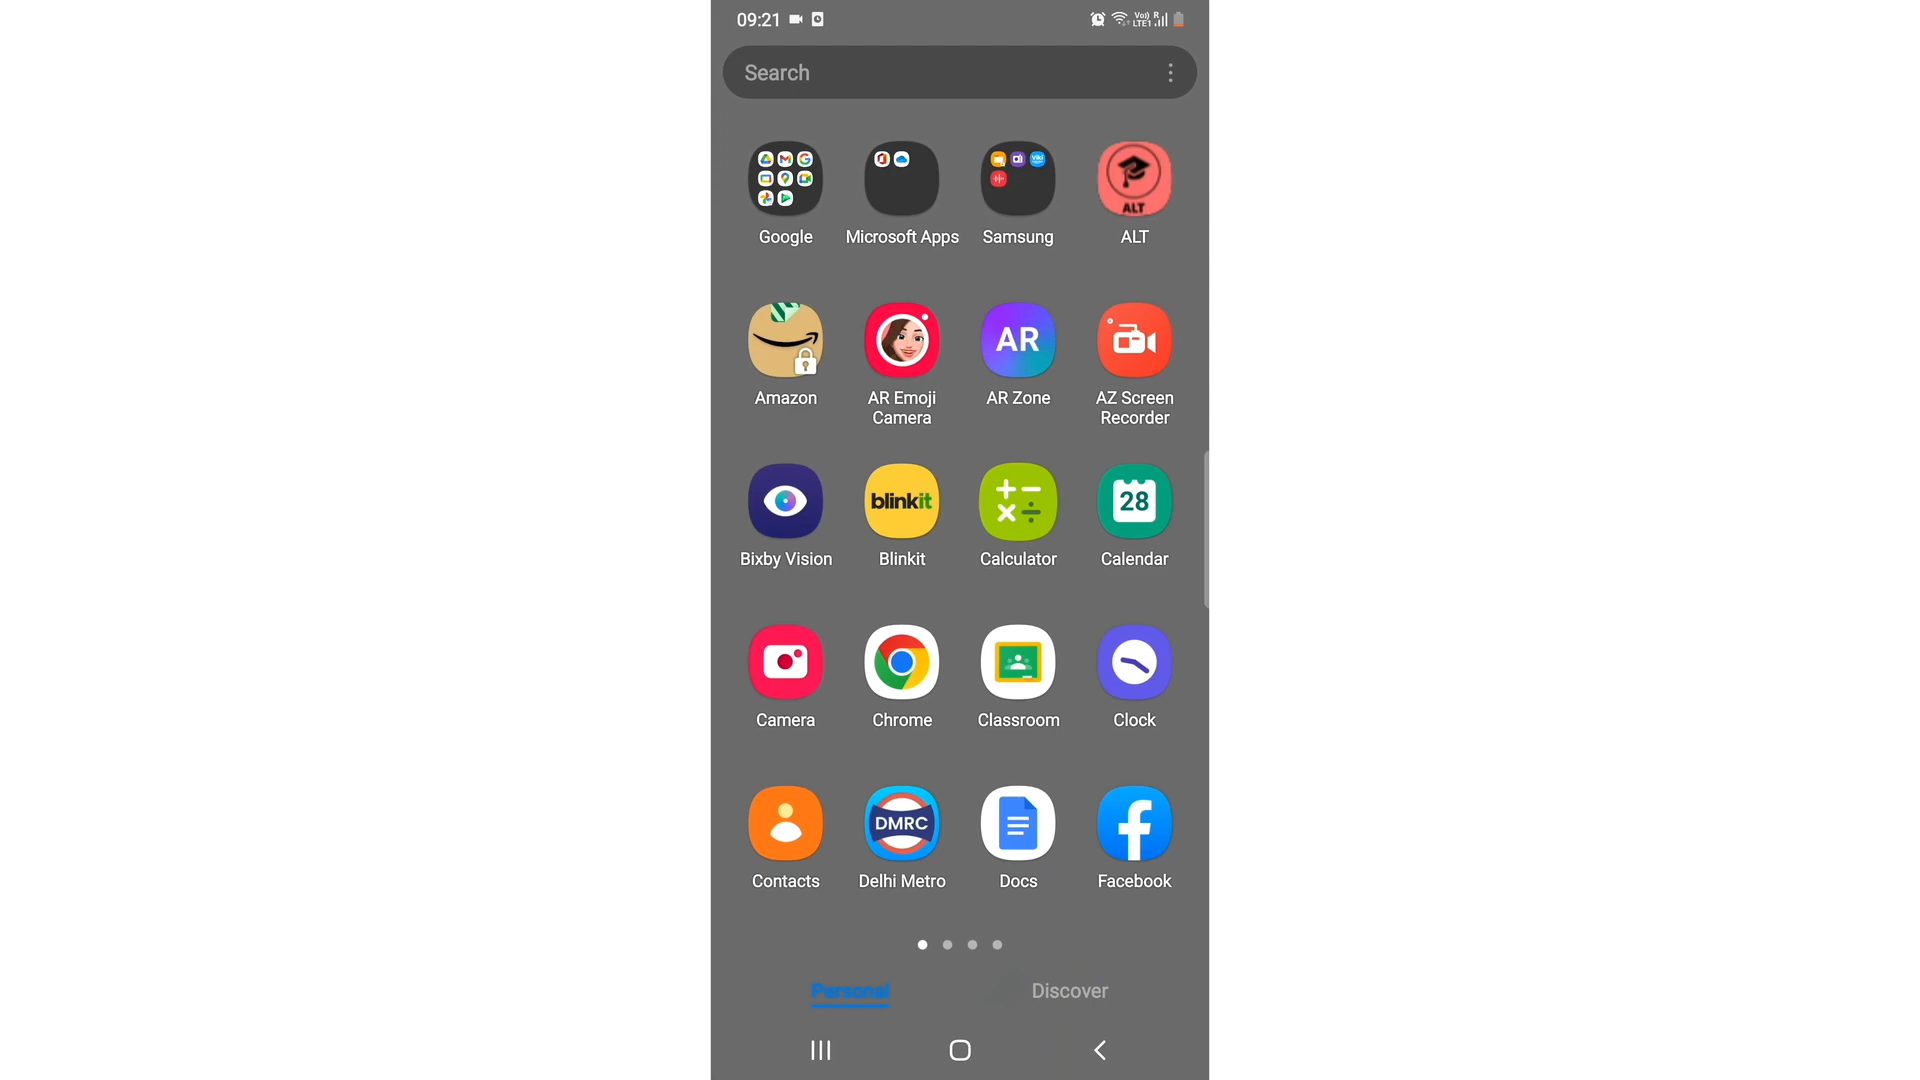 09:21
Vo)) R
LTE1
Search
Google
Microsoft Apps
Samsung
ALT
ALT
Amazon
AR
AR Emoji
Camera
AR Zone
AZ Screen
Recorder
Bixby Vision
blinkit
Blinkit
Calculator
28
Calendar
Camera
Chrome
Classroom
Clock
Contacts
DMRC
Delhi Metro
Docs
Facebook
Personal
Discover